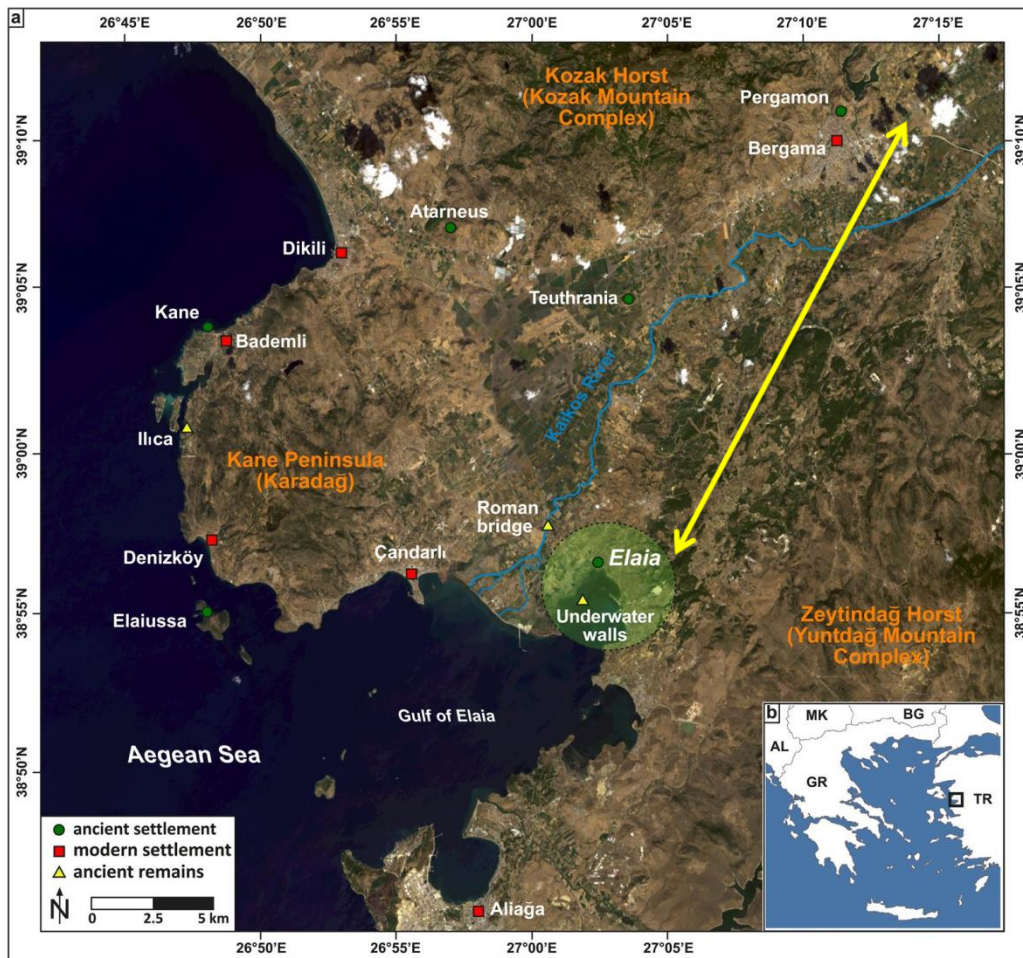 a
26°45'E
26°50'E
26°55'E
27°00'E
27°05'E
27°10'E
27°15'E
Kozak Horst
(Kozak Mountain
Complex)
Pergamon
Bergama
39°10'N
39°10'N
Atarneus
Dikili
39°05'N
39°05'N
Teuthrania
Kane
Bademli
Kaikos River
Ilıca
39°00'N
39°00'N
Kane Peninsula
(Karadağ)
Roman
bridge
Denizköy
Çandarlı
Elaia
Underwater
walls
Elaiussa
38°55'N
38°55'N
Zeytindağ Horst
(Yuntdağ Mountain
Complex)
Gulf of Elaia
Aegean Sea
38°50'N
b
MK
BG
AL
GR
TR
ancient settlement
modern settlement
ancient remains
N
0
2.5
5 km
Aliağa
26°50'E
26°55'E
27°00'E
27°05'E